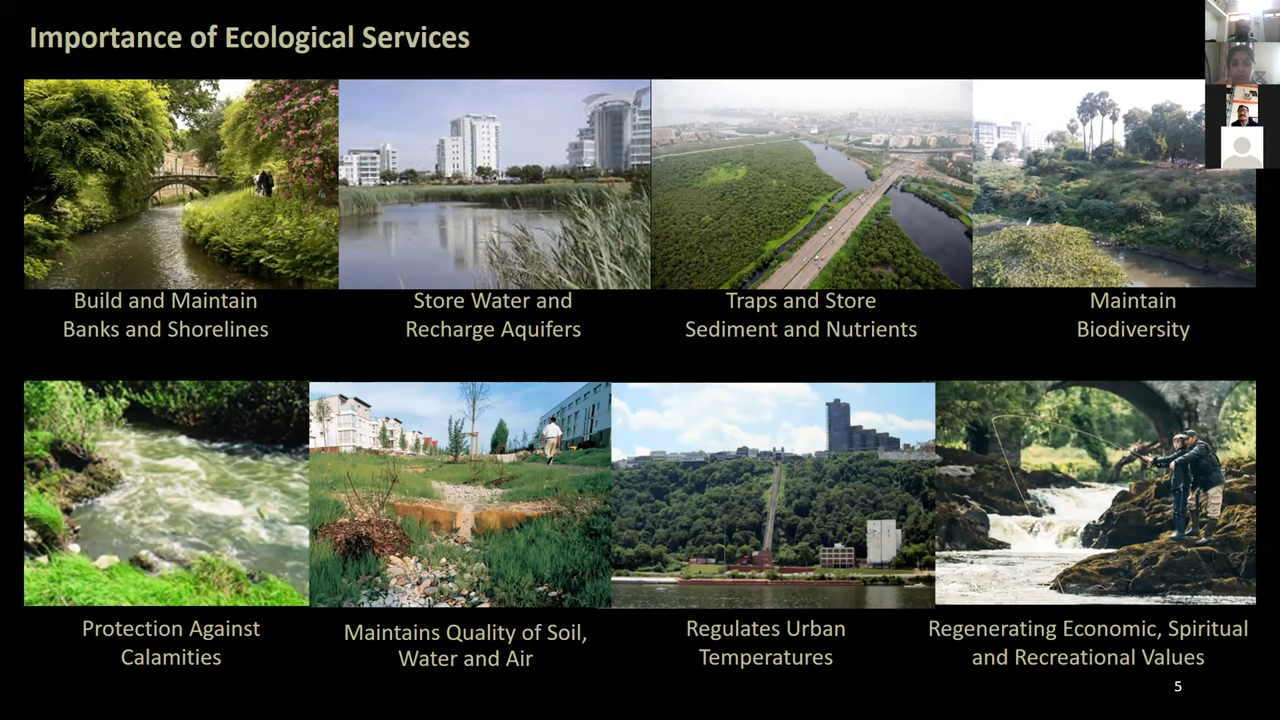 Importance of Ecological Services
Build and Maintain
Banks and Shorelines
Store Water and
Recharge Aquifers
Traps and Store
Sediment and Nutrients
Maintain
Biodiversity
Protection Against
Calamities
Maintains Quality of Soil,
Water and Air
Regulates Urban
Temperatures
Regenerating Economic, Spiritual
and Recreational Values
5